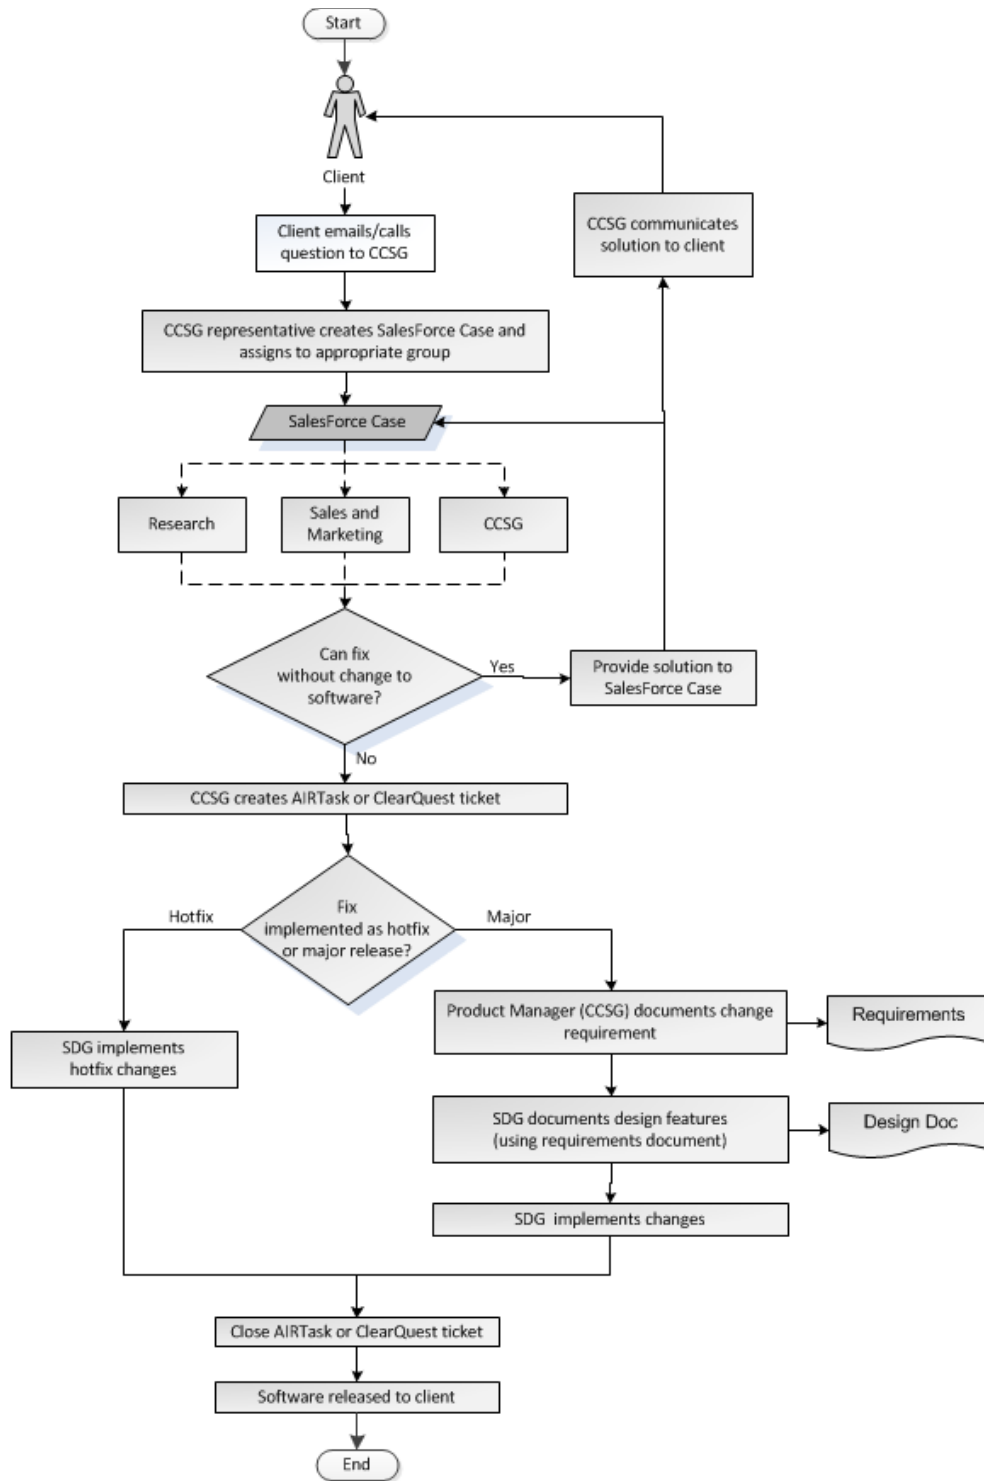 Start
Client
Client emails/calls
question to CCSG
CCSG communicates
solution to client
CCSG representative creates SalesForce Case and
assigns to appropriate group
SalesForce Case
Research
Sales and
Marketing
CCSG
Can fix
without change to
software?
Yes
Provide solution to
SalesForce Case
No
CCSG creates AIRTask or ClearQuest ticket
Fix
implemented as hotfix
or major release?
Hotfix
Major
SDG implements
hotfix changes
Product Manager (CCSG) documents change
requirement
Requirements
SDG documents design features
(using requirements document)
Design Doc
SDG implements changes
Close AIRTask or ClearQuest ticket
Software released to client
End